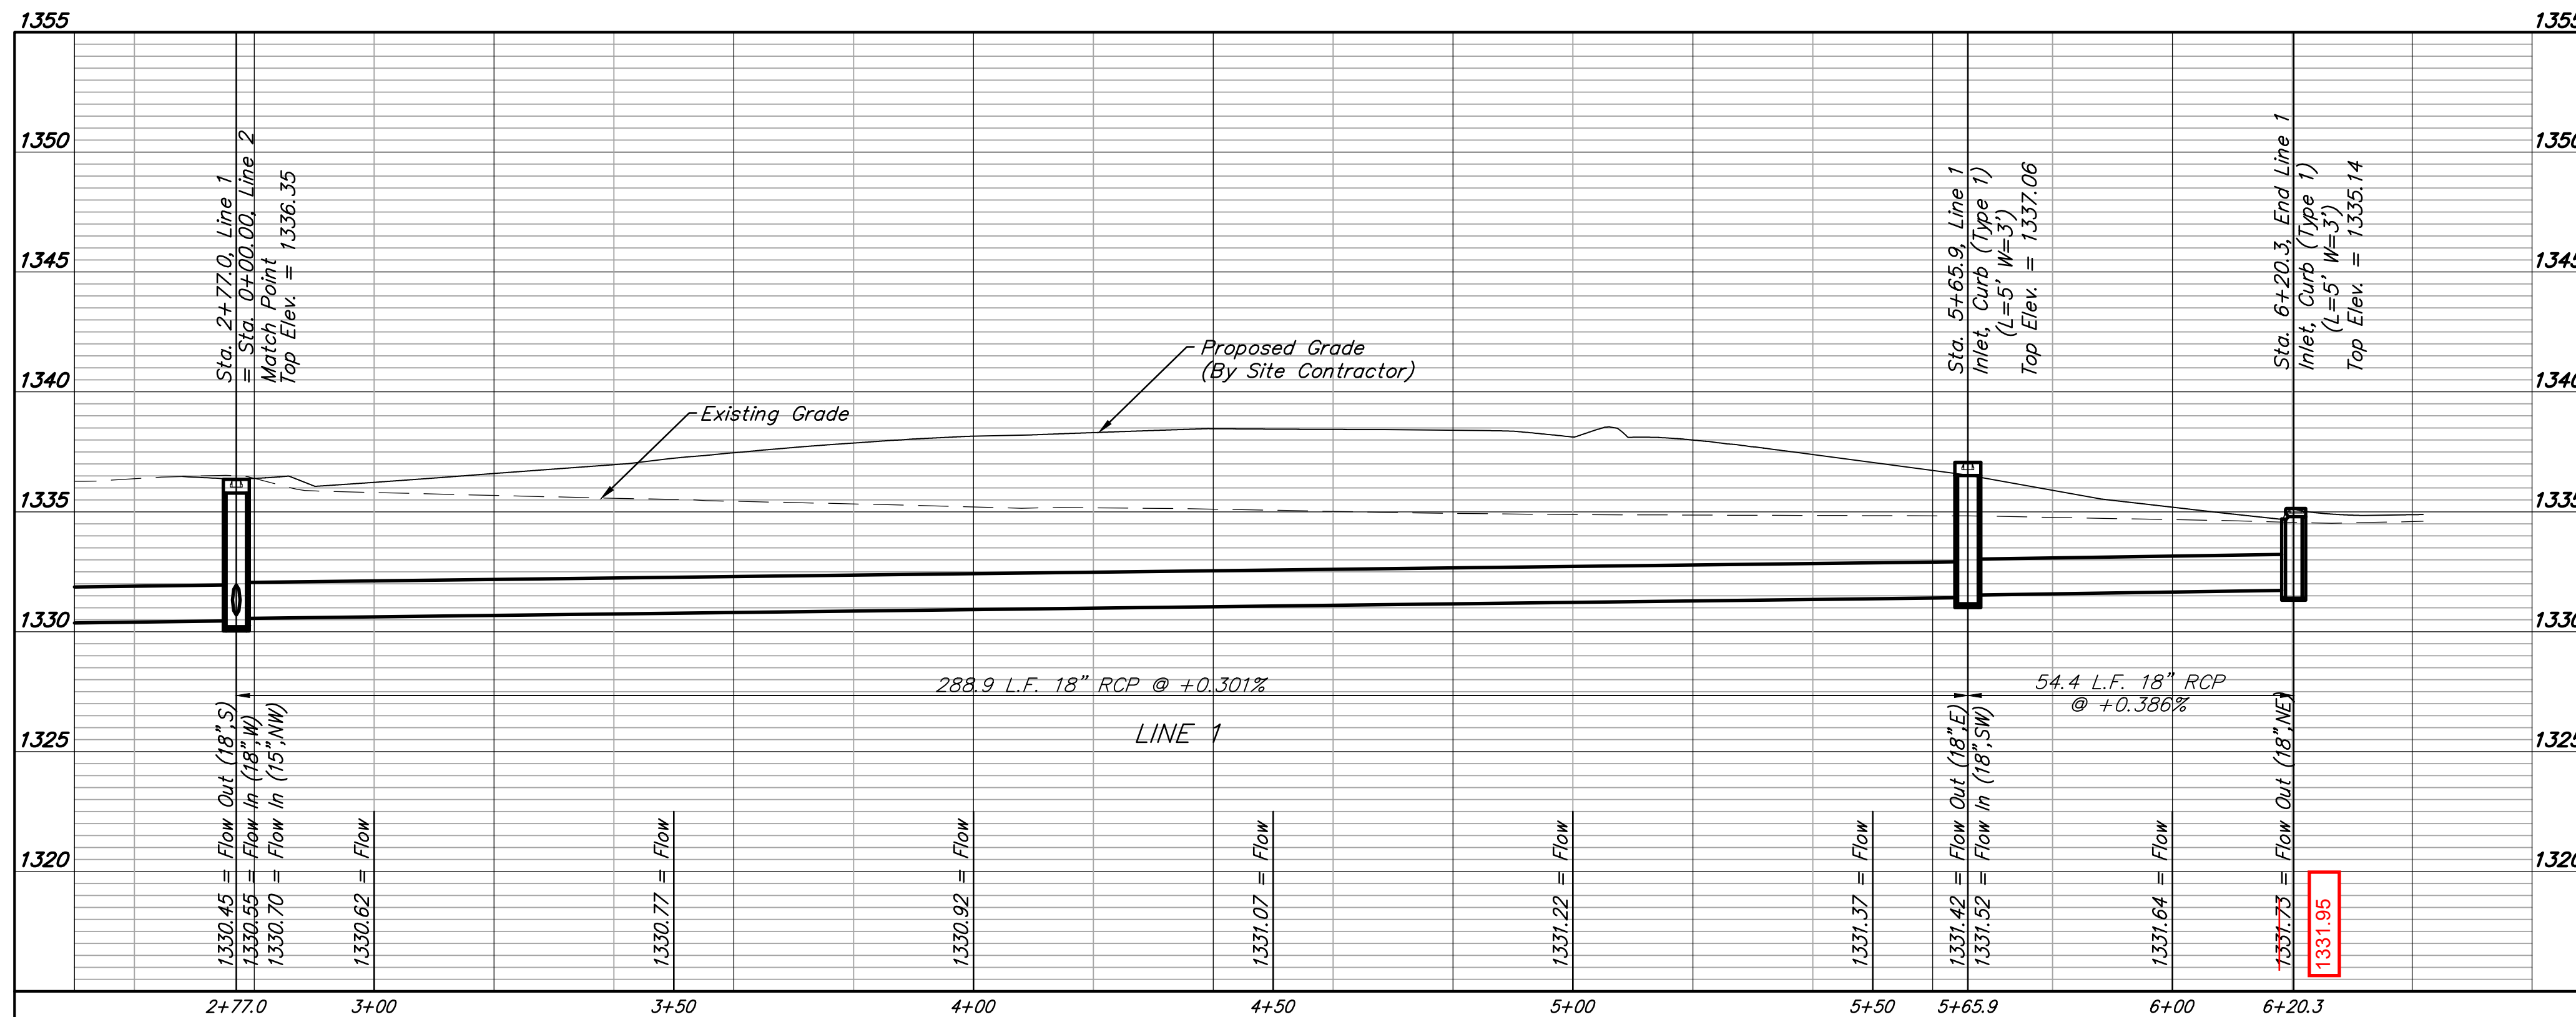 1355
1355
1350
1350
1345
1345
1340
1340
1335
1335
1330
1330
1325
1325
1320
1320
Sta. 2+77.0, Line 1
= Sta. 0+00.00, Line 2
Match Point
Top Elev. = 1336.35
Existing Grade
Proposed Grade
(By Site Contractor)
Sta. 5+65.9, Line 1
Inlet, Curb (Type 1)
(L=5' W=3')
Top Elev. = 1337.06
Sta. 6+20.3, End Line 1
Inlet, Curb (Type 1)
(L=5' W=3')
Top Elev. = 1335.14
288.9 L.F. 18" RCP @ +0.301%
LINE 1
54.4 L.F. 18" RCP
@ +0.386%
1330.45 = Flow Out (18",S)
1330.55 = Flow In (18",W)
1330.70 = Flow In (15",NW)
1330.62 = Flow
1330.77 = Flow
1330.92 = Flow
1331.07 = Flow
1331.22 = Flow
1331.37 = Flow
1331.42 = Flow Out (18",E)
1331.52 = Flow In (18",SW)
1331.64 = Flow
1331.73 = Flow Out (18",NE)
1331.95
2+77.0
3+00
3+50
4+00
4+50
5+00
5+50
5+65.9
6+00
6+20.3